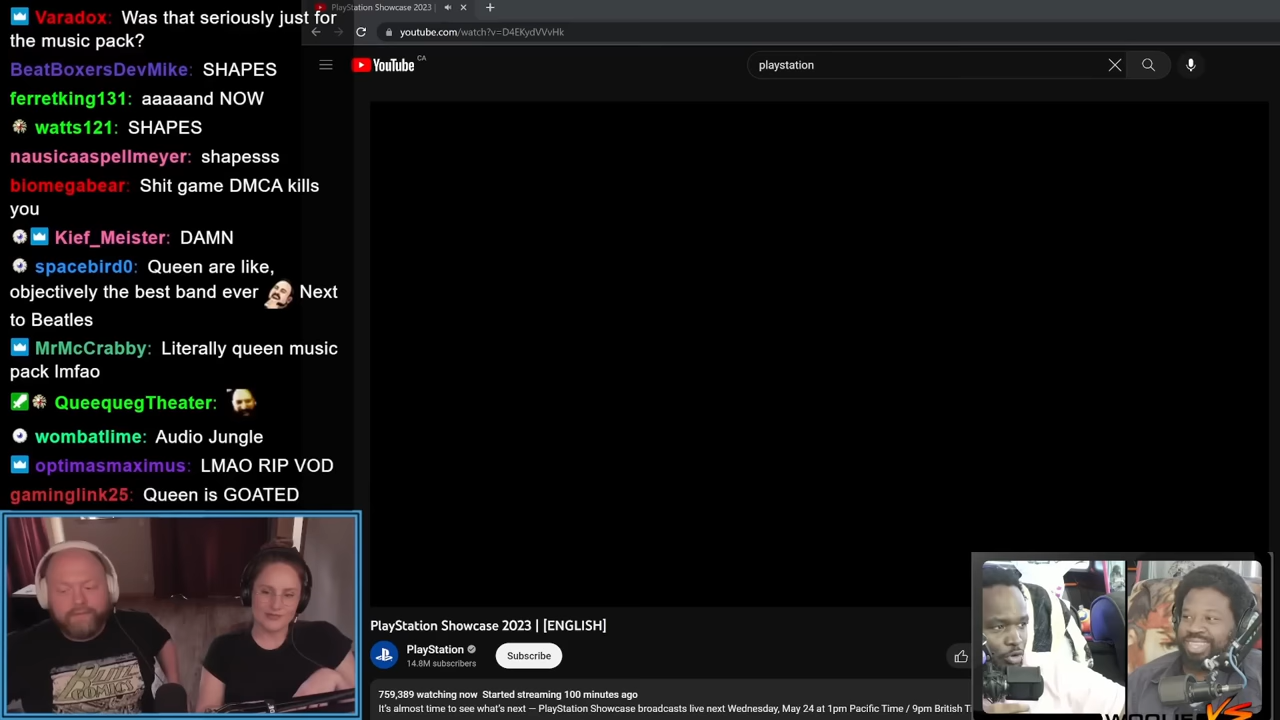 Varadox: Was that seriously just for
the music pack?
BeatBoxersDevMike: SHAPES
ferretking131: aaaaand NOW
watts121: SHAPES
nausicaaspellmeyer: shapesss
biomegabear: Shit game DMCA kills
you
Kief_Meister: DAMN
spacebird0: Queen are like,
objectively the best band ever Next
to Beatles
MrMcCrabby: Literally queen music
pack lmfao
QueequegTheater:
wombatlime: Audio Jungle
optimasmaximus: LMAO RIP VOD
gaminglink25: Queen is GOATED
PlayStation Showcase 2023 |
youtube.com/watch?v=D4EKydVVvHk
YouTube CA
playstation
PlayStation Showcase 2023 | [ENGLISH]
PlayStation
14.8M subscribers
Subscribe
759,389 watching now Started streaming 100 minutes ago
It's almost time to see what's next — PlayStation Showcase broadcasts live next Wednesday, May 24 at 1pm Pacific Time / 9pm British T
VS